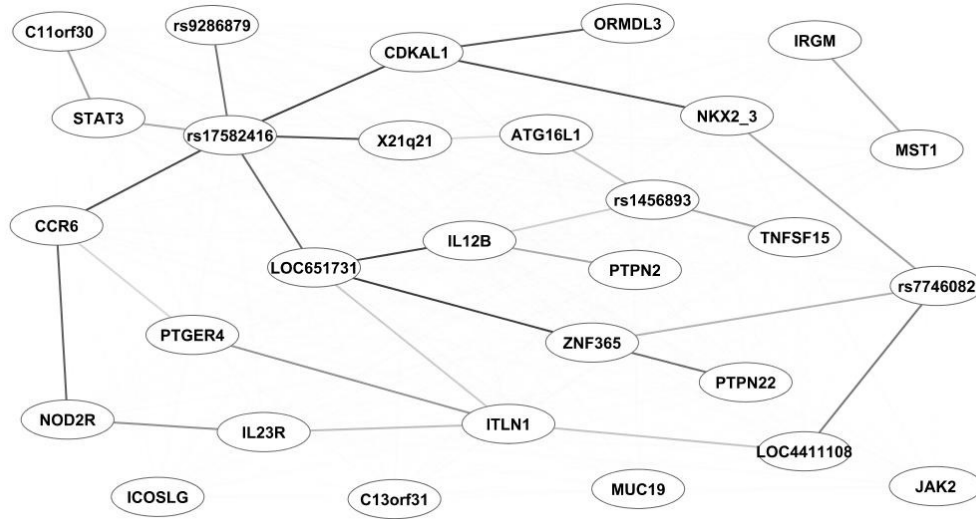 C11orf30
rs9286879
ORMDL3
CDKAL1
IRGM
STAT3
rs17582416
X21q21
ATG16L1
NKX2_3
MST1
CCR6
rs1456893
TNFSF15
LOC651731
IL12B
PTPN2
rs7746082
PTGER4
ZNF365
PTPN22
NOD2R
IL23R
ITLN1
LOC4411108
ICOSLG
C13orf31
MUC19
JAK2